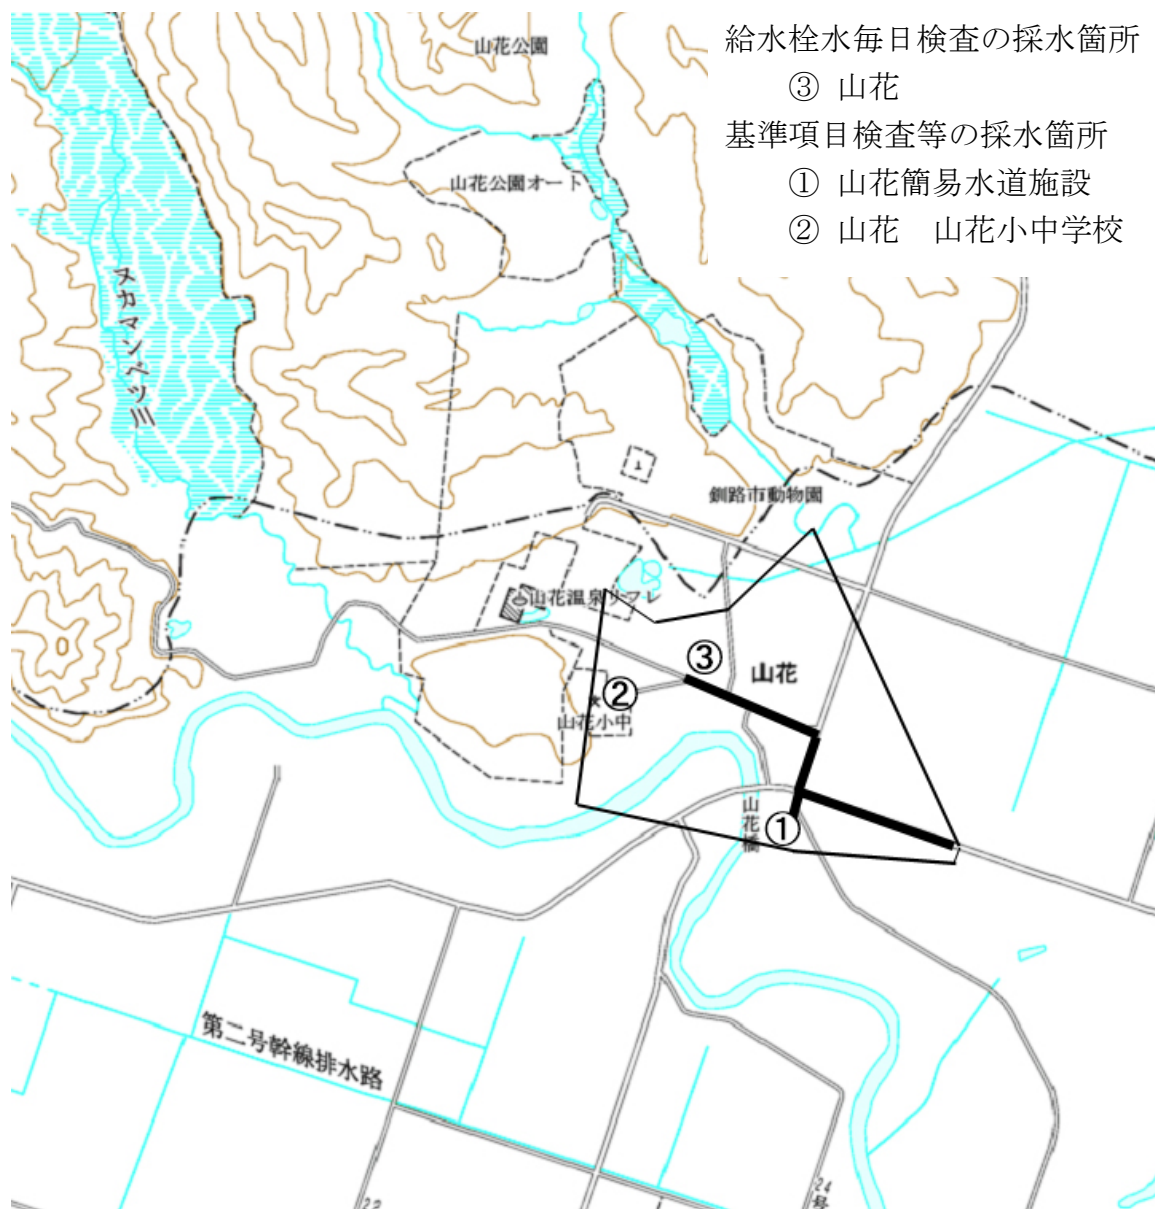 給水栓水毎日検査の採水箇所
③ 山花
基準項目検査等の採水箇所
① 山花簡易水道施設
② 山花 山花小中学校
山花公園
山花公園オート
ヌカマンベツ川
釧路市動物園
山花温泉リフレ
③
山花
②
山花小中
山花橋
①
第二号幹線排水路
22
24号